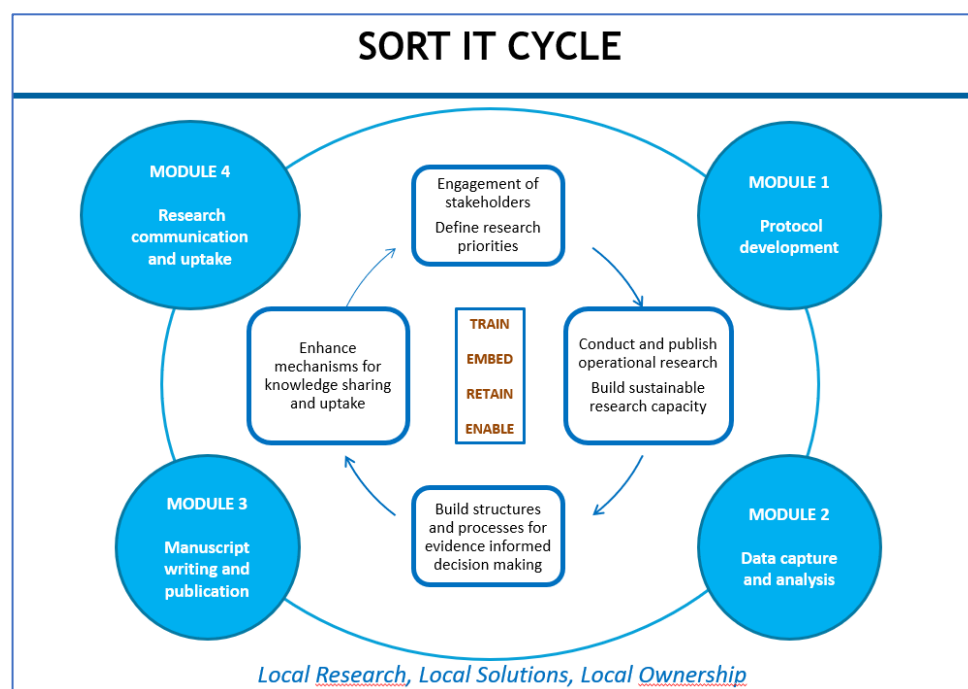 SORT IT CYCLE
MODULE 4
Research
communication
and uptake
Engagement of
stakeholders
Define research
priorities
MODULE 1
Protocol
development
Enhance
mechanisms for
knowledge sharing
and uptake
TRAIN
EMBED
RETAIN
ENABLE
Conduct and publish
operational research
Build sustainable
research capacity
MODULE 3
Manuscript
writing and
publication
Build structures
and processes for
evidence informed
decision making
MODULE 2
Data capture
and analysis
Local Research, Local Solutions, Local Ownership